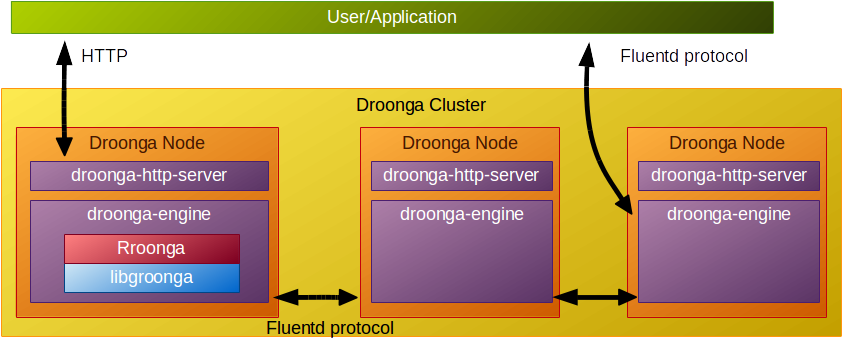 User/Application
HTTP
Fluentd protocol
Droonga Cluster
Droonga Node
droonga-http-server
droonga-engine
Rroonga
libgroonga
Droonga Node
droonga-http-server
droonga-engine
Droonga Node
droonga-http-server
droonga-engine
Fluentd protocol